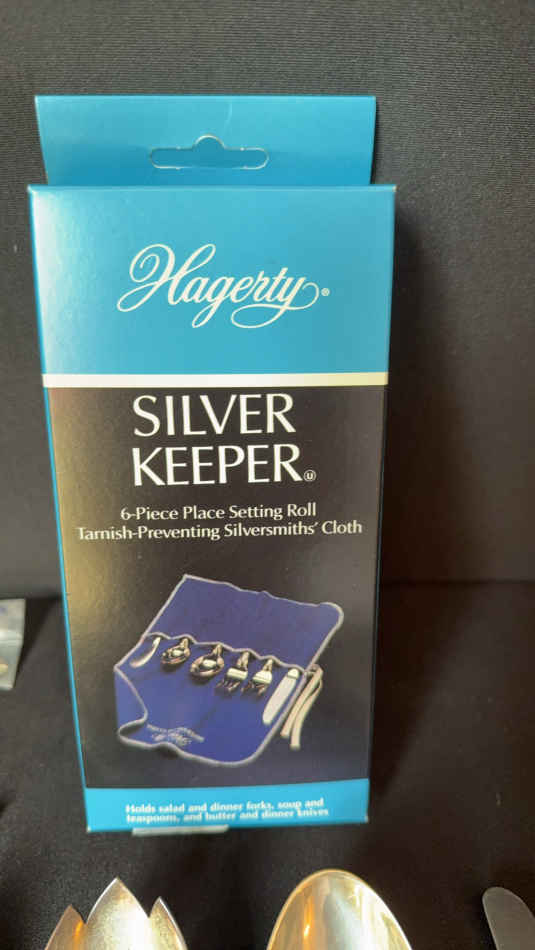 Hagerty®
SILVER
KEEPER
6-Piece Place Setting Roll
Tarnish-Preventing Silversmiths' Cloth
Holds salad and dinner forks, soup and
teaspoons, and butter and dinner knives